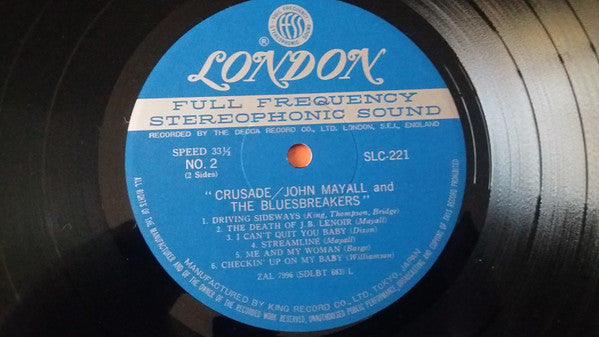 FULL FREQUENCY
ffss
STEREOPHONIC SOUND
®
LONDON
FULL FREQUENCY
STEREOPHONIC SOUND
RECORDED BY THE DECCA RECORD CO., LTD. LONDON, S.E.I., ENGLAND
SPEED 33⅓
NO. 2
(2 Sides)
SLC-221
"CRUSADE/JOHN MAYALL and
THE BLUESBREAKERS"
1. DRIVING SIDEWAYS (King, Thompson, Bridge)
2. THE DEATH OF J.B. LENOIR (Mayall)
3. I CAN'T QUIT YOU BABY (Dixon)
4. STREAMLINE (Mayall)
5. ME AND MY WOMAN (Barge)
6. CHECKIN' UP ON MY BABY (Williamson)
ZAL 7996 (SDLBT 683) L
MANUFACTURED BY KING RECORD CO., LTD. TOKYO, JAPAN
ALL RIGHTS OF THE MANUFACTURER AND OF THE OWNER OF THE RECORDED WORK RESERVED, UNAUTHORISED PUBLIC PERFORMANCE, BROADCASTING AND COPYING OF THIS RECORD PROHIBITED